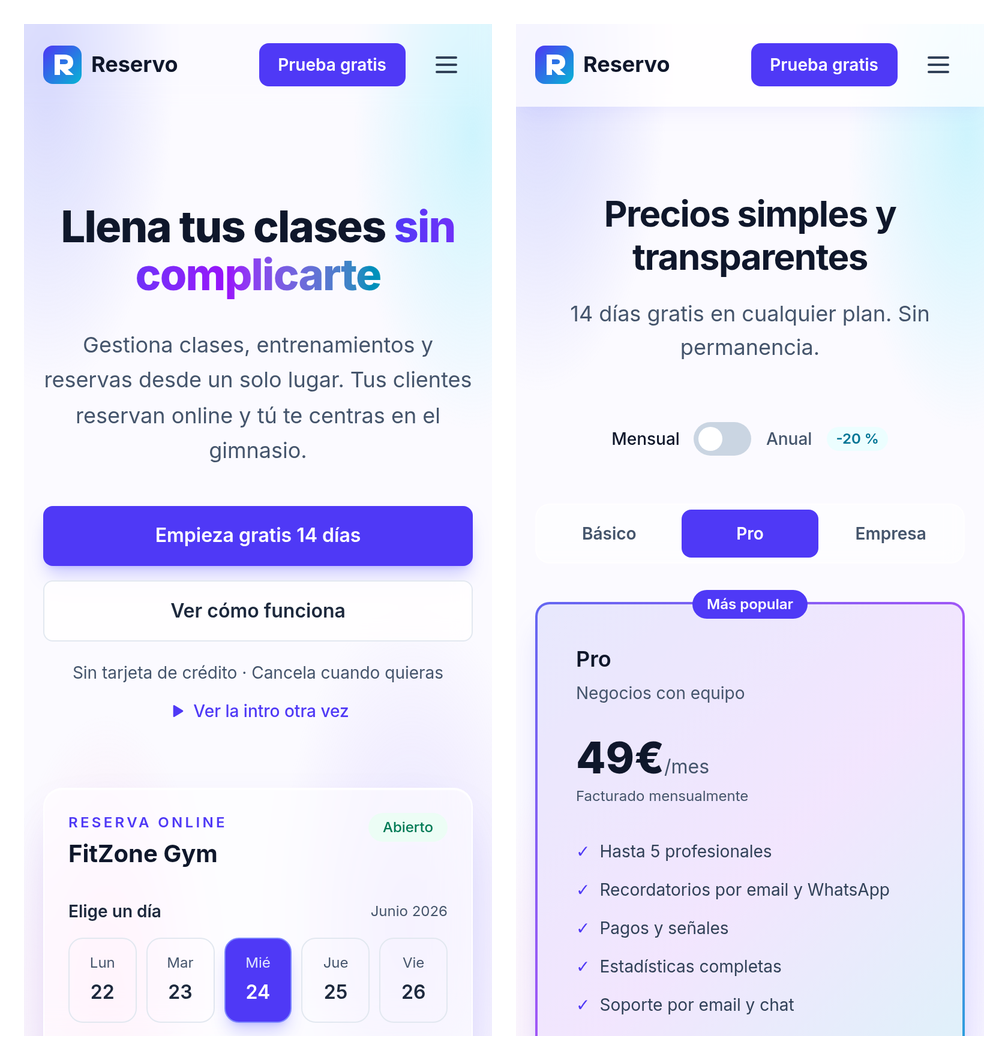 Reservo
Prueba gratis
Llena tus clases sin
complicarte
Gestiona clases, entrenamientos y
reservas desde un solo lugar. Tus clientes
reservan online y tú te centras en el
gimnasio.
Empieza gratis 14 días
Ver cómo funciona
Sin tarjeta de crédito · Cancela cuando quieras
Ver la intro otra vez
RESERVA ONLINE
Abierto
FitZone Gym
Elige un día
Junio 2026
Lun Mar Mié Jue Vie
22 23 24 25 26
Reservo
Prueba gratis
Precios simples y
transparentes
14 días gratis en cualquier plan. Sin
permanencia.
Mensual Anual -20 %
Básico Pro Empresa
Más popular
Pro
Negocios con equipo
49€/mes
Facturado mensualmente
✓ Hasta 5 profesionales
✓ Recordatorios por email y WhatsApp
✓ Pagos y señales
✓ Estadísticas completas
✓ Soporte por email y chat